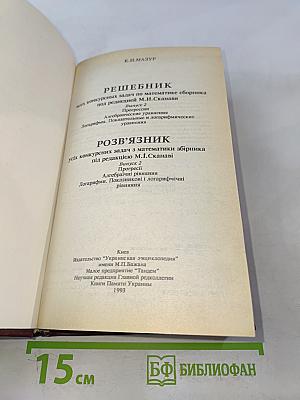 К.И.МАЗУР
РЕШЕБНИК
всех конкурсных задач по математике сборника
под редакцией М.И.Сканави
Выпуск 2
Прогрессии
Алгебраические уравнения
Логарифмы. Показательные и логарифмические
уравнения
РОЗВ'ЯЗНИК
усіх конкурсних задач з математики збірника
під редакцією М.І.Сканаві
Випуск 2
Прогресії
Алгебраїчні рівняння
Логарифми. Показникові і логарифмічні
рівняння
Киев
Издательство "Украинская энциклопедия"
имени М.П.Бажана
Малое предприятие "Тандем"
Научная редакция Главной редколлегии
Книги Памяти Украины
1993
15 см
БФ БИБЛИОФАН